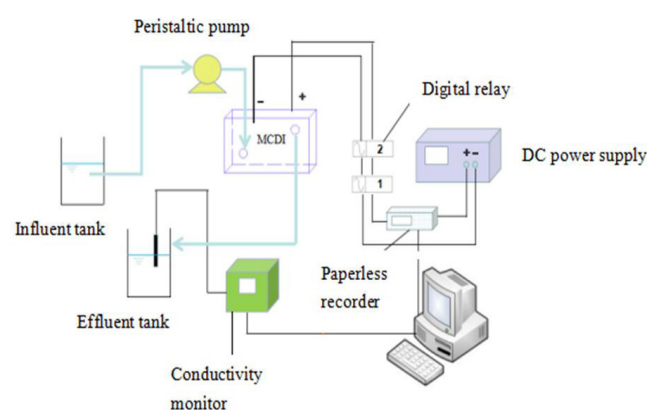 Peristaltic pump
Digital relay
-
+
MCDI
2
1
+-
DC power supply
Influent tank
Effluent tank
Paperless
recorder
Conductivity
monitor